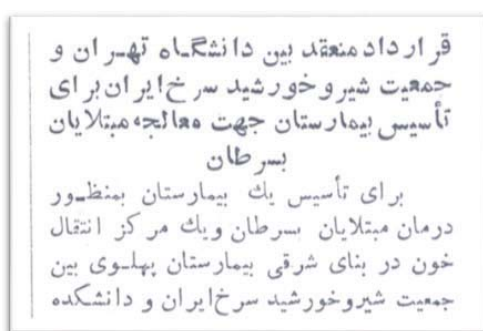 قرارداد منعقد بین دانشگاه تهران و
جمعیت شیر و خورشید سرخ ایران برای
تأسیس بیمارستان جهت معالجه مبتلایان
بسرطان
برای تأسیس یك بیمارستان بمنظور
درمان مبتلایان بسرطان ویك مرکز انتقال
خون در بنای شرقی بیمارستان پهلوی بین
جمعیت شیروخورشید سرخ ایران و دانشکده